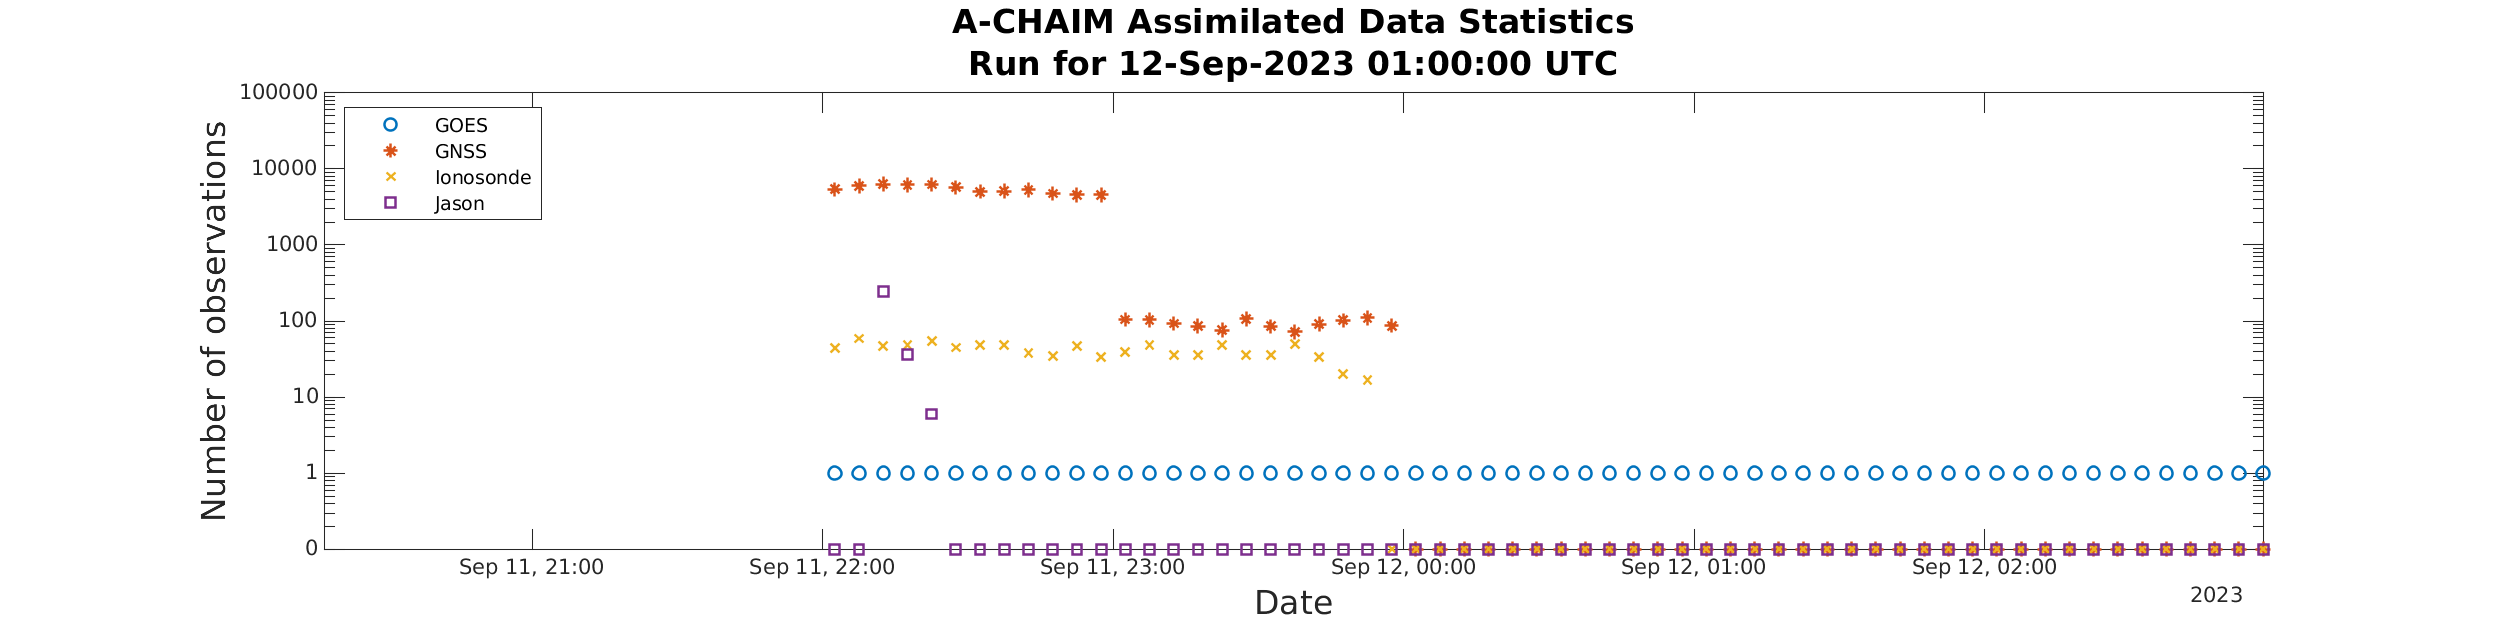 A-CHAIM Assimilated Data Statistics
Run for 12-Sep-2023 01:00:00 UTC
Number of observations
100000
10000
1000
100
10
1
0
GOES
GNSS
Ionosonde
Jason
Sep 11, 21:00
Sep 11, 22:00
Sep 11, 23:00
Sep 12, 00:00
Sep 12, 01:00
Sep 12, 02:00
2023
Date